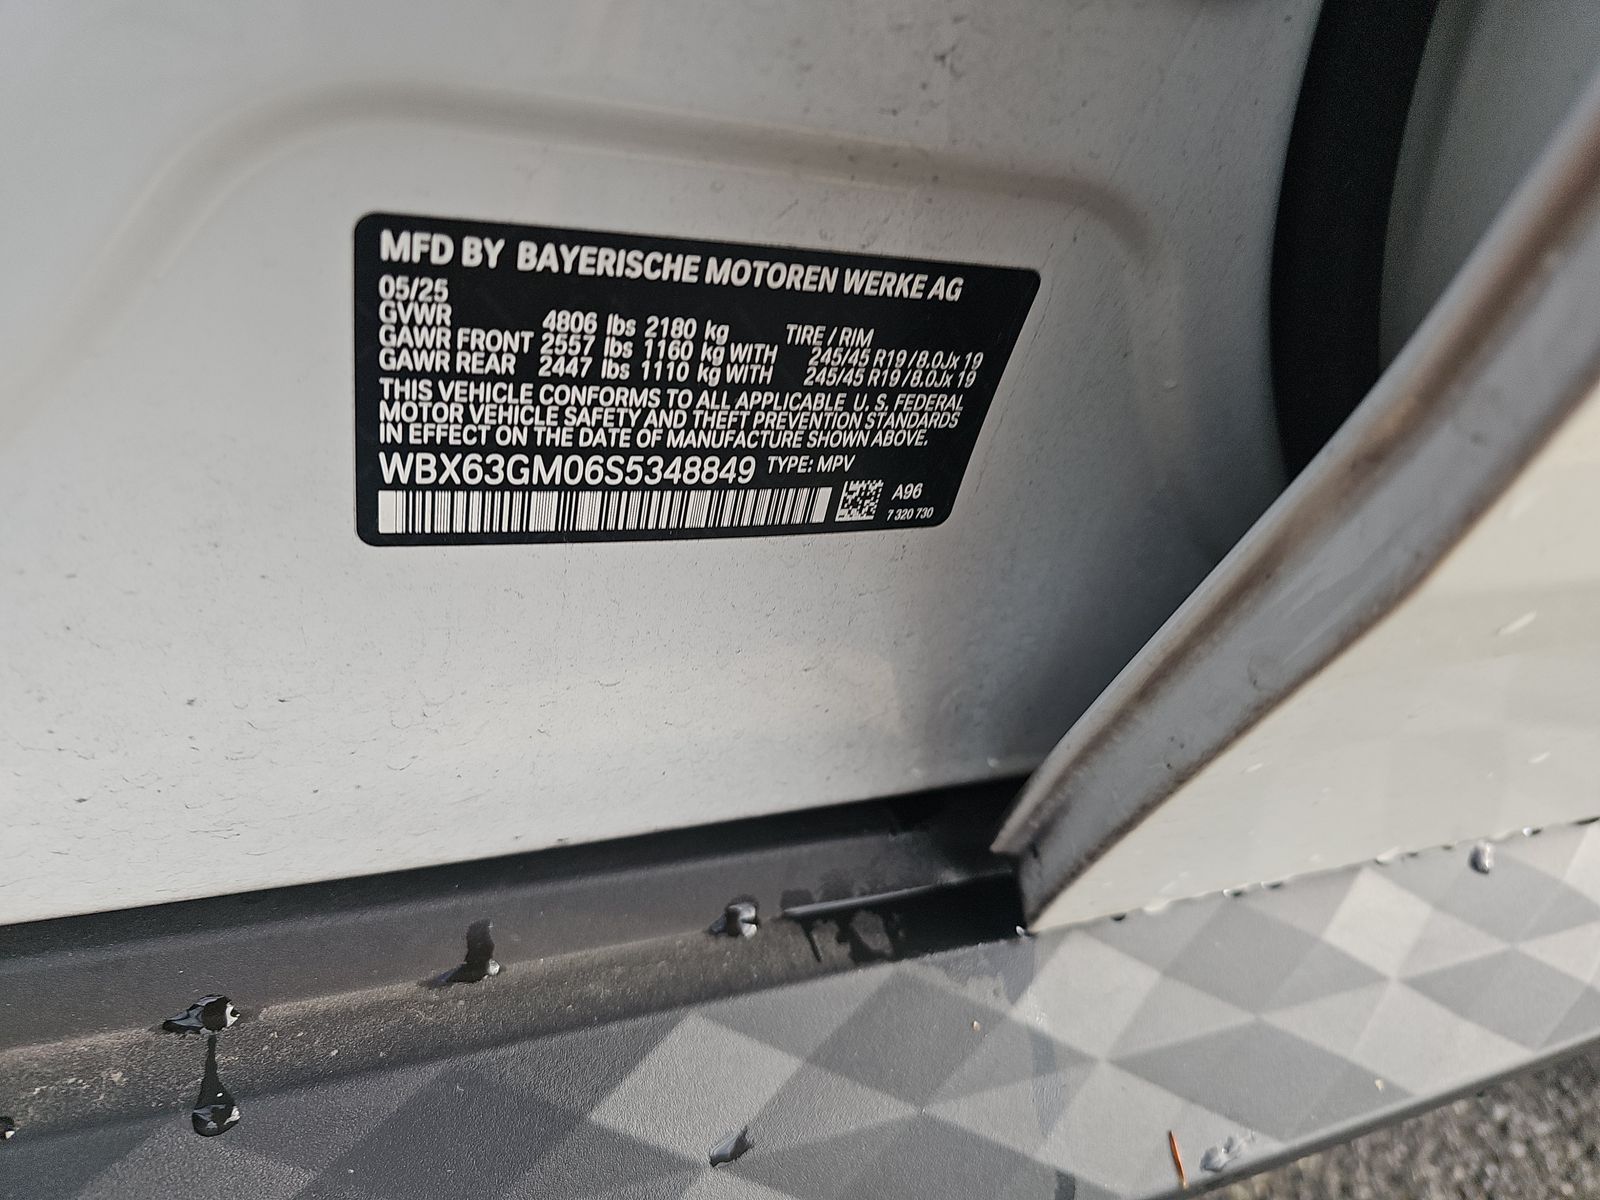 MFD BY BAYERISCHE MOTOREN WERKE AG
05/25
GVWR 4806 lbs 2180 kg TIRE / RIM
GAWR FRONT 2557 lbs 1160 kg WITH 245/45 R19 /8.0Jx 19
GAWR REAR 2447 lbs 1110 kg WITH 245/45 R19 /8.0Jx 19
THIS VEHICLE CONFORMS TO ALL APPLICABLE U. S. FEDERAL
MOTOR VEHICLE SAFETY AND THEFT PREVENTION STANDARDS
IN EFFECT ON THE DATE OF MANUFACTURE SHOWN ABOVE.
WBX63GM06S5348849 TYPE: MPV
A96
7 320 730